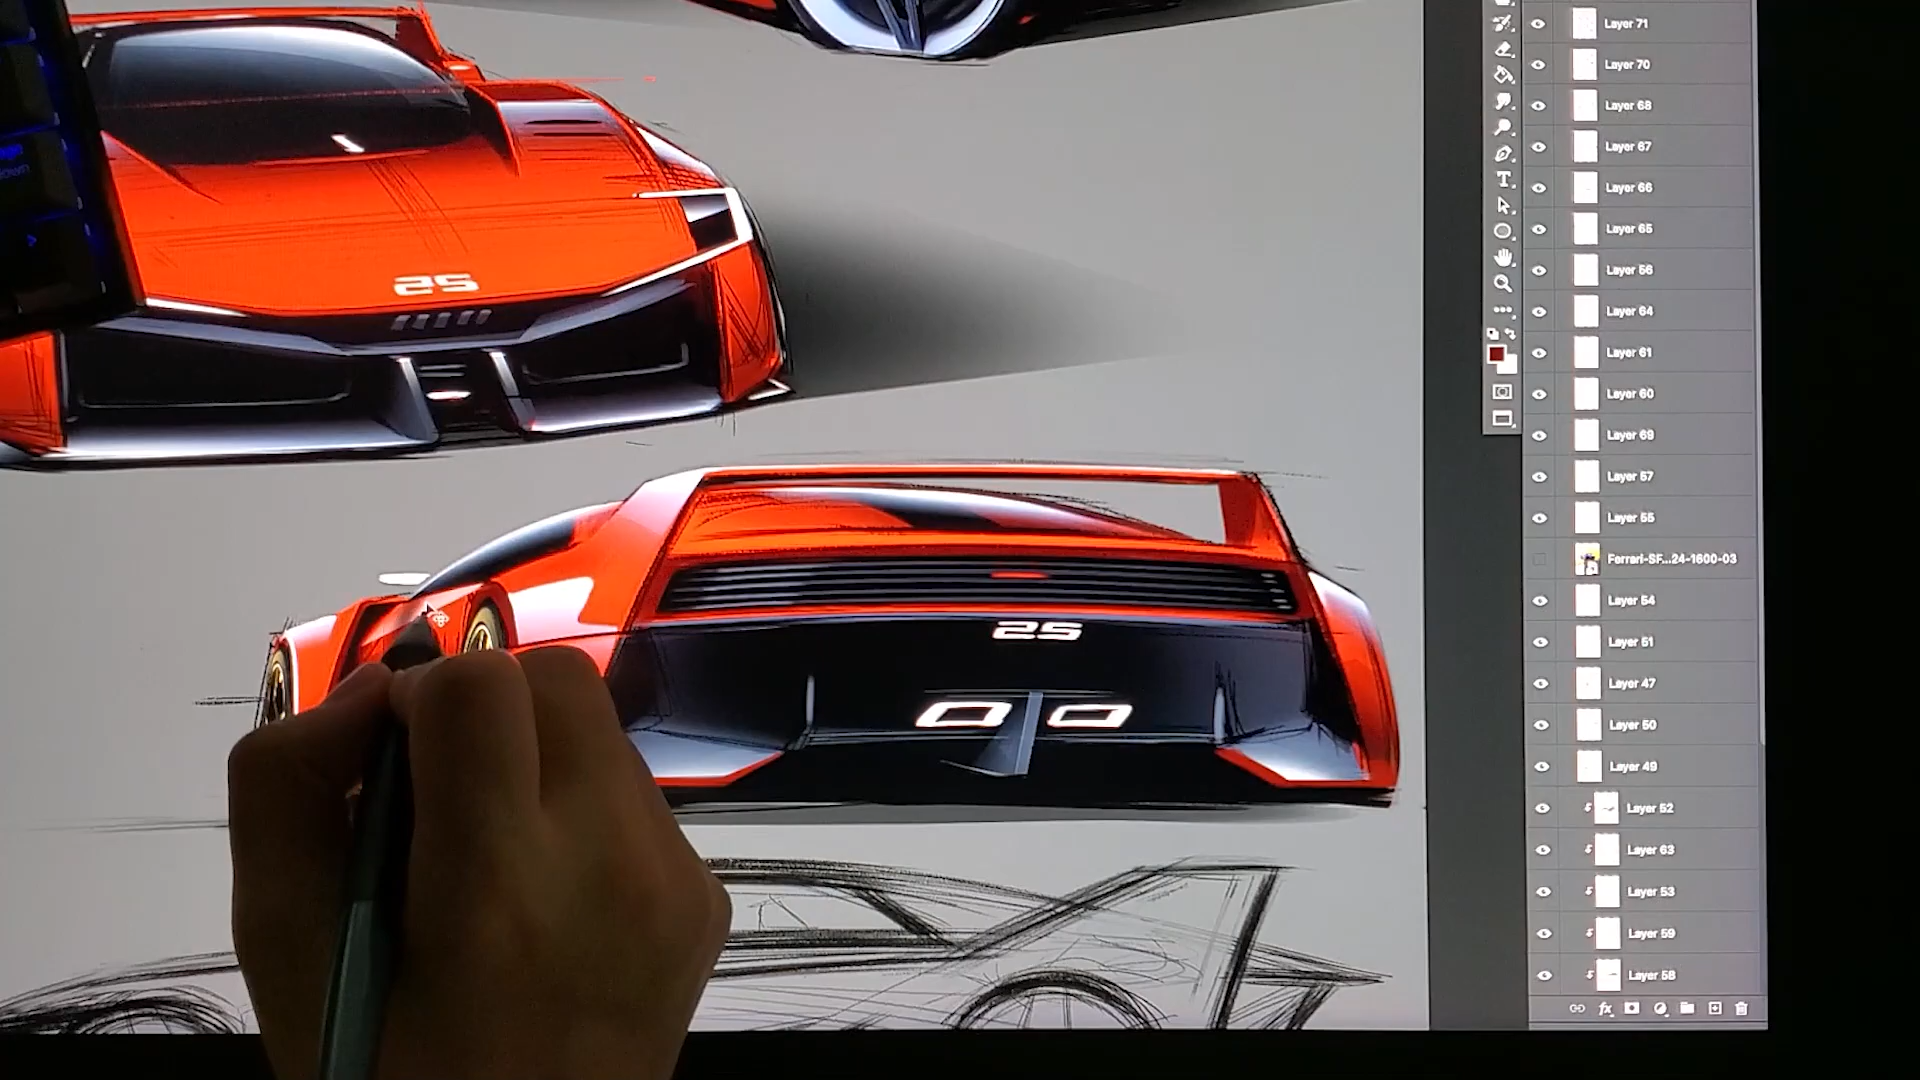 Layer 71
Layer 70
Layer 68
Layer 67
Layer 66
Layer 65
Layer 56
Layer 64
Layer 61
Layer 60
Layer 69
Layer 57
Layer 55
Ferrari-SF...24-1600-03
Layer 54
Layer 51
Layer 47
Layer 50
Layer 49
Layer 52
Layer 63
Layer 53
Layer 59
Layer 58
fx
T
25
25